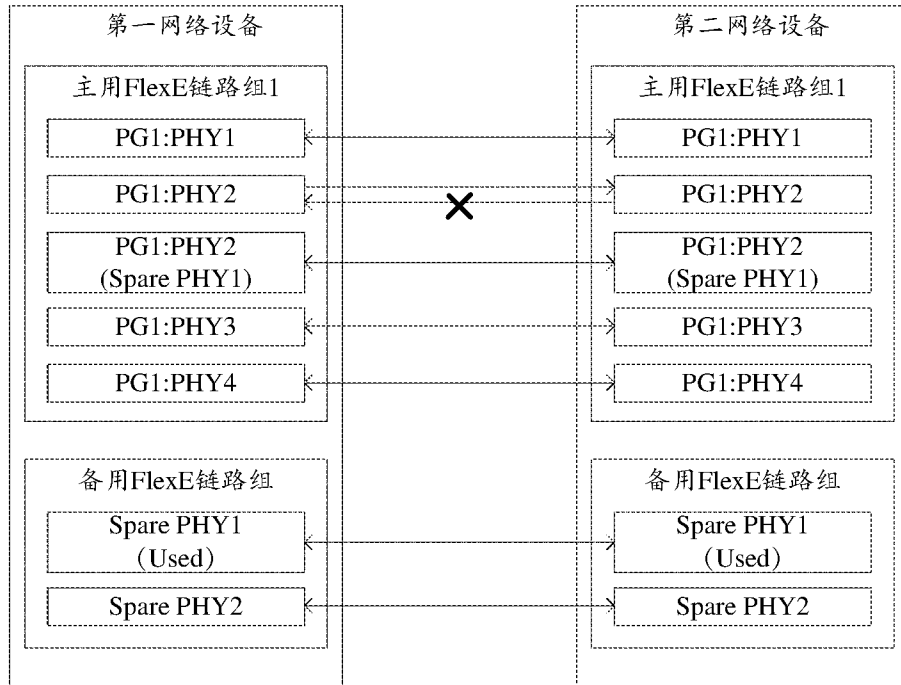 第一网络设备
主用FlexE链路组1
PG1:PHY1
PG1:PHY2
PG1:PHY2
(Spare PHY1)
PG1:PHY3
PG1:PHY4
备用FlexE链路组
Spare PHY1
（Used）
Spare PHY2
第二网络设备
主用FlexE链路组1
PG1:PHY1
PG1:PHY2
PG1:PHY2
(Spare PHY1)
PG1:PHY3
PG1:PHY4
备用FlexE链路组
Spare PHY1
（Used）
Spare PHY2